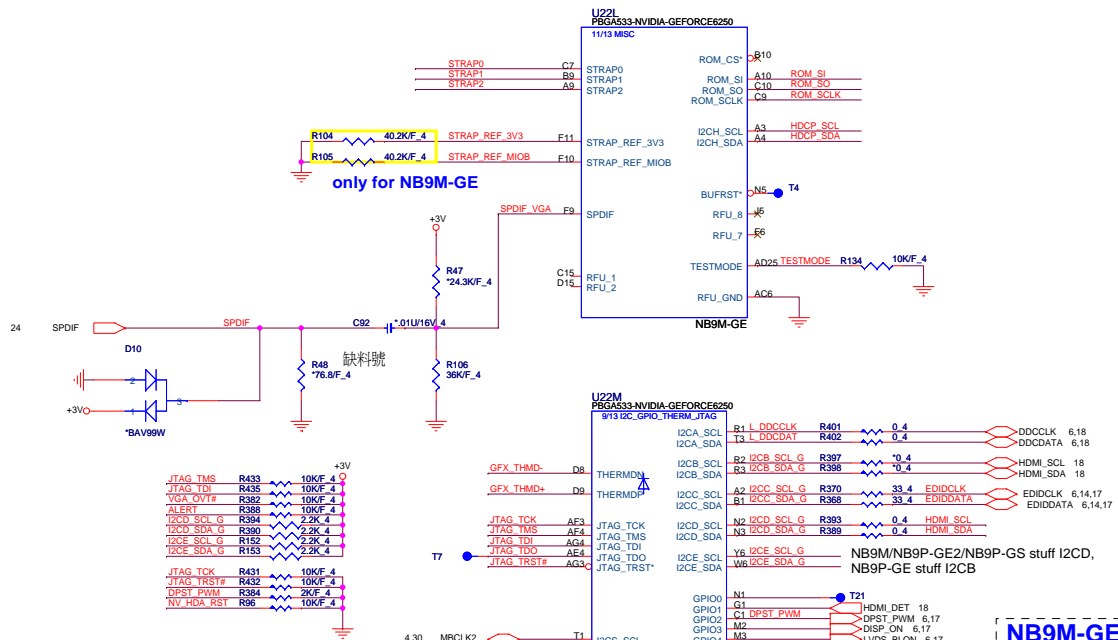 U22L
PBGA533-NVIDIA-GEFORCE6250
11/13 MISC
STRAP0 C7 STRAP0
STRAP1 B9 STRAP1
STRAP2 A9 STRAP2
ROM_CS* B10
ROM_SI A10 ROM_SI
ROM_SO C10 ROM_SO
ROM_SCLK C9 ROM_SCLK
R104 40.2K/F_4 STRAP_REF_3V3 F11 STRAP_REF_3V3
R105 40.2K/F_4 STRAP_REF_MIOB F10 STRAP_REF_MIOB
only for NB9M-GE
I2CH_SCL A3 HDCP_SCL
I2CH_SDA A4 HDCP_SDA
BUFRST* N5 T4
SPDIF_VGA F9 SPDIF
RFU_8 J5
RFU_7 E6
TESTMODE AD25 TESTMODE R134 10K/F_4
C15 RFU_1
D15 RFU_2
RFU_GND AC6
NB9M-GE
+3V
R47
*24.3K/F_4
24 SPDIF SPDIF C92 *.01U/16V_4
D10
2
1
3
+3V
*BAV99W
R48
*76.8/F_4
缺料號
R106
36K/F_4
U22M
PBGA533-NVIDIA-GEFORCE6250
9/13 I2C_GPIO_THERM_JTAG
I2CA_SCL R1 L_DDCCLK R401 0_4 DDCCLK 6,18
I2CA_SDA T3 L_DDCDAT R402 0_4 DDCDATA 6,18
I2CB_SCL R2 I2CB_SCL_G R397 *0_4 HDMI_SCL 18
I2CB_SDA R3 I2CB_SDA_G R398 *0_4 HDMI_SDA 18
I2CC_SCL A2 I2CC_SCL_G R370 33_4 EDIDCLK EDIDCLK 6,14,17
I2CC_SDA B1 I2CC_SDA_G R368 33_4 EDIDDATA EDIDDATA 6,14,17
I2CD_SCL N2 I2CD_SCL_G R393 0_4 HDMI_SCL
I2CD_SDA N3 I2CD_SDA_G R389 0_4 HDMI_SDA
I2CE_SCL Y6 I2CE_SCL_G
I2CE_SDA W6 I2CE_SDA_G
NB9M/NB9P-GE2/NB9P-GS stuff I2CD,
NB9P-GE stuff I2CB
GFX_THMD- D8 THERMDN
GFX_THMD+ D9 THERMDP
JTAG_TCK AF3 JTAG_TCK
JTAG_TMS AF4 JTAG_TMS
JTAG_TDI AG4 JTAG_TDI
T7 JTAG_TDO AE4 JTAG_TDO
JTAG_TRST# AG3 JTAG_TRST*
+3V
JTAG_TMS R433 10K/F_4
JTAG_TDI R435 10K/F_4
VGA_OVT# R382 10K/F_4
ALERT R388 10K/F_4
I2CD_SCL_G R394 2.2K_4
I2CD_SDA_G R390 2.2K_4
I2CE_SCL_G R152 2.2K_4
I2CE_SDA_G R153 2.2K_4
JTAG_TCK R431 10K/F_4
JTAG_TRST# R432 10K/F_4
DPST_PWM R384 2K/F_4
NV_HDA_RST R96 10K/F_4
GPIO0 N1 T21
GPIO1 G1 HDMI_DET 18
GPIO2 C1 DPST_PWM DPST_PWM 6,17
GPIO3 M2 DISP_ON 6,17
GPIO4 M3 LVDS_BLON 6,17
4,30 MBCLK2 T1 I2CS_SCL
NB9M-GE